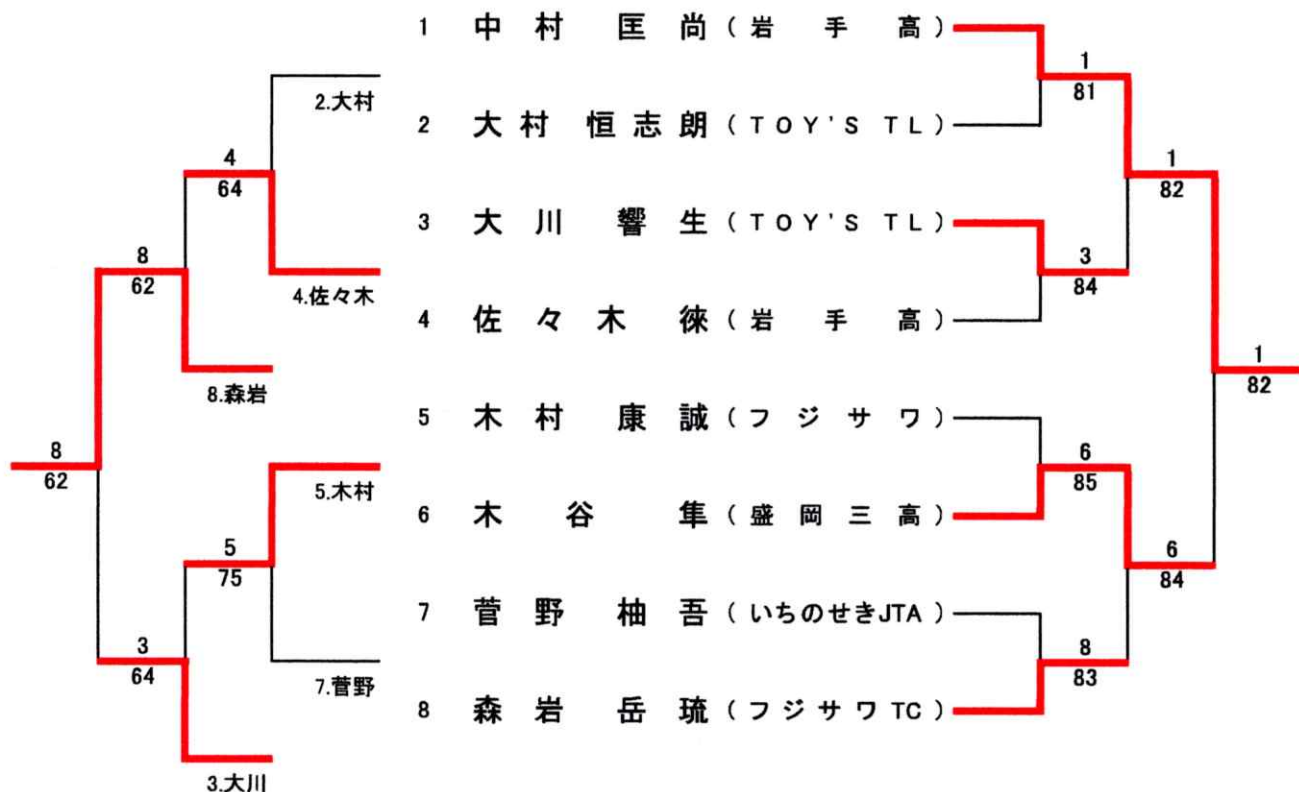 1 中村 匡尚 (岩手高)
1
81
2.大村
2 大村 恒志朗 (TOY'S TL)
4
64
1
82
3 大川 響生 (TOY'S TL)
8
62
4.佐々木
3
84
4 佐々木 徠 (岩手高)
8.森岩
1
82
5 木村 康誠 (フジサワ)
8
62
5.木村
6
85
6 木谷 隼 (盛岡三高)
5
75
6
84
7 菅野 柚吾 (いちのせきJTA)
3
64
7.菅野
8
83
8 森岩 岳琉 (フジサワTC)
3.大川